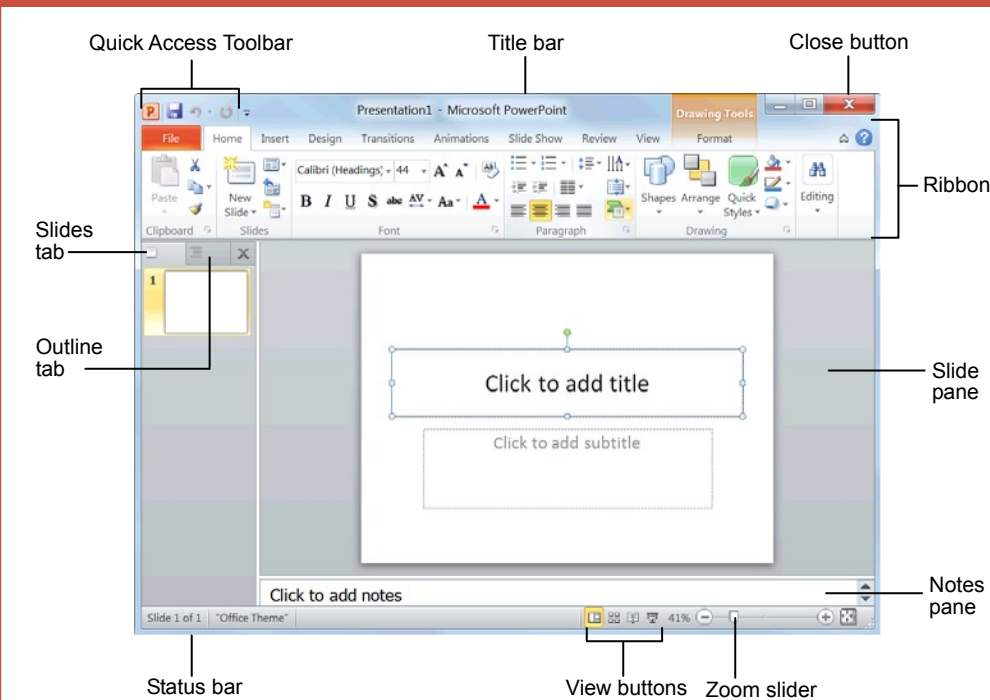 Quick Access Toolbar
Title bar
Close button
P
Presentation1 - Microsoft PowerPoint
Drawing Tools
X
File Home Insert Design Transitions Animations Slide Show Review View Format
?
Ribbon
Calibri (Headings) 44 A A
Paste
New
Slide
B I U S abc AV Aa A
Shapes Arrange Quick
Styles
Editing
Clipboard Slides Font Paragraph Drawing
Slides
tab
1
Outline
tab
Click to add title
Slide
pane
Click to add subtitle
Click to add notes
Notes
pane
Slide 1 of 1 "Office Theme" 41%
Status bar
View buttons
Zoom slider